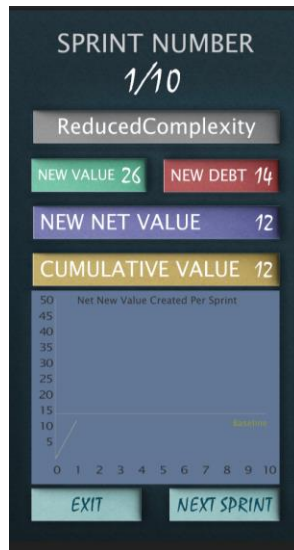 SPRINT NUMBER
1/10
ReducedComplexity
NEW VALUE 26 NEW DEBT 14
NEW NET VALUE 12
CUMULATIVE VALUE 12
Net New Value Created Per Sprint
50
45
40
35
30
25
20
15
10
5
Baseline
0 1 2 3 4 5 6 7 8 9 10
EXIT NEXT SPRINT